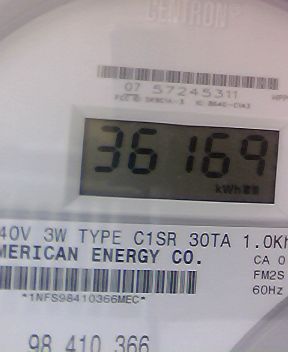 CENTRON®
07 57245311
36169
kWh
40V 3W TYPE C1SR 30TA 1.0Kh
MERICAN ENERGY CO.
CA 0
FM2S
*1NFS98410366MEC*
60Hz
98 410 366